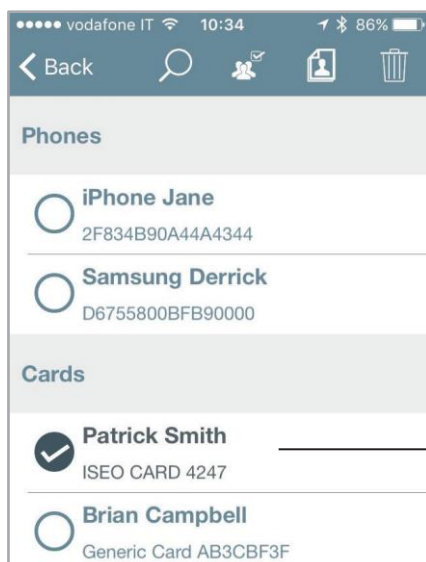 vodafone IT 10:34 86%
Back
Phones
iPhone Jane
2F834B90A44A4344
Samsung Derrick
D6755800BFB90000
Cards
Patrick Smith
ISEO CARD 4247
Brian Campbell
Generic Card AB3CBF3F